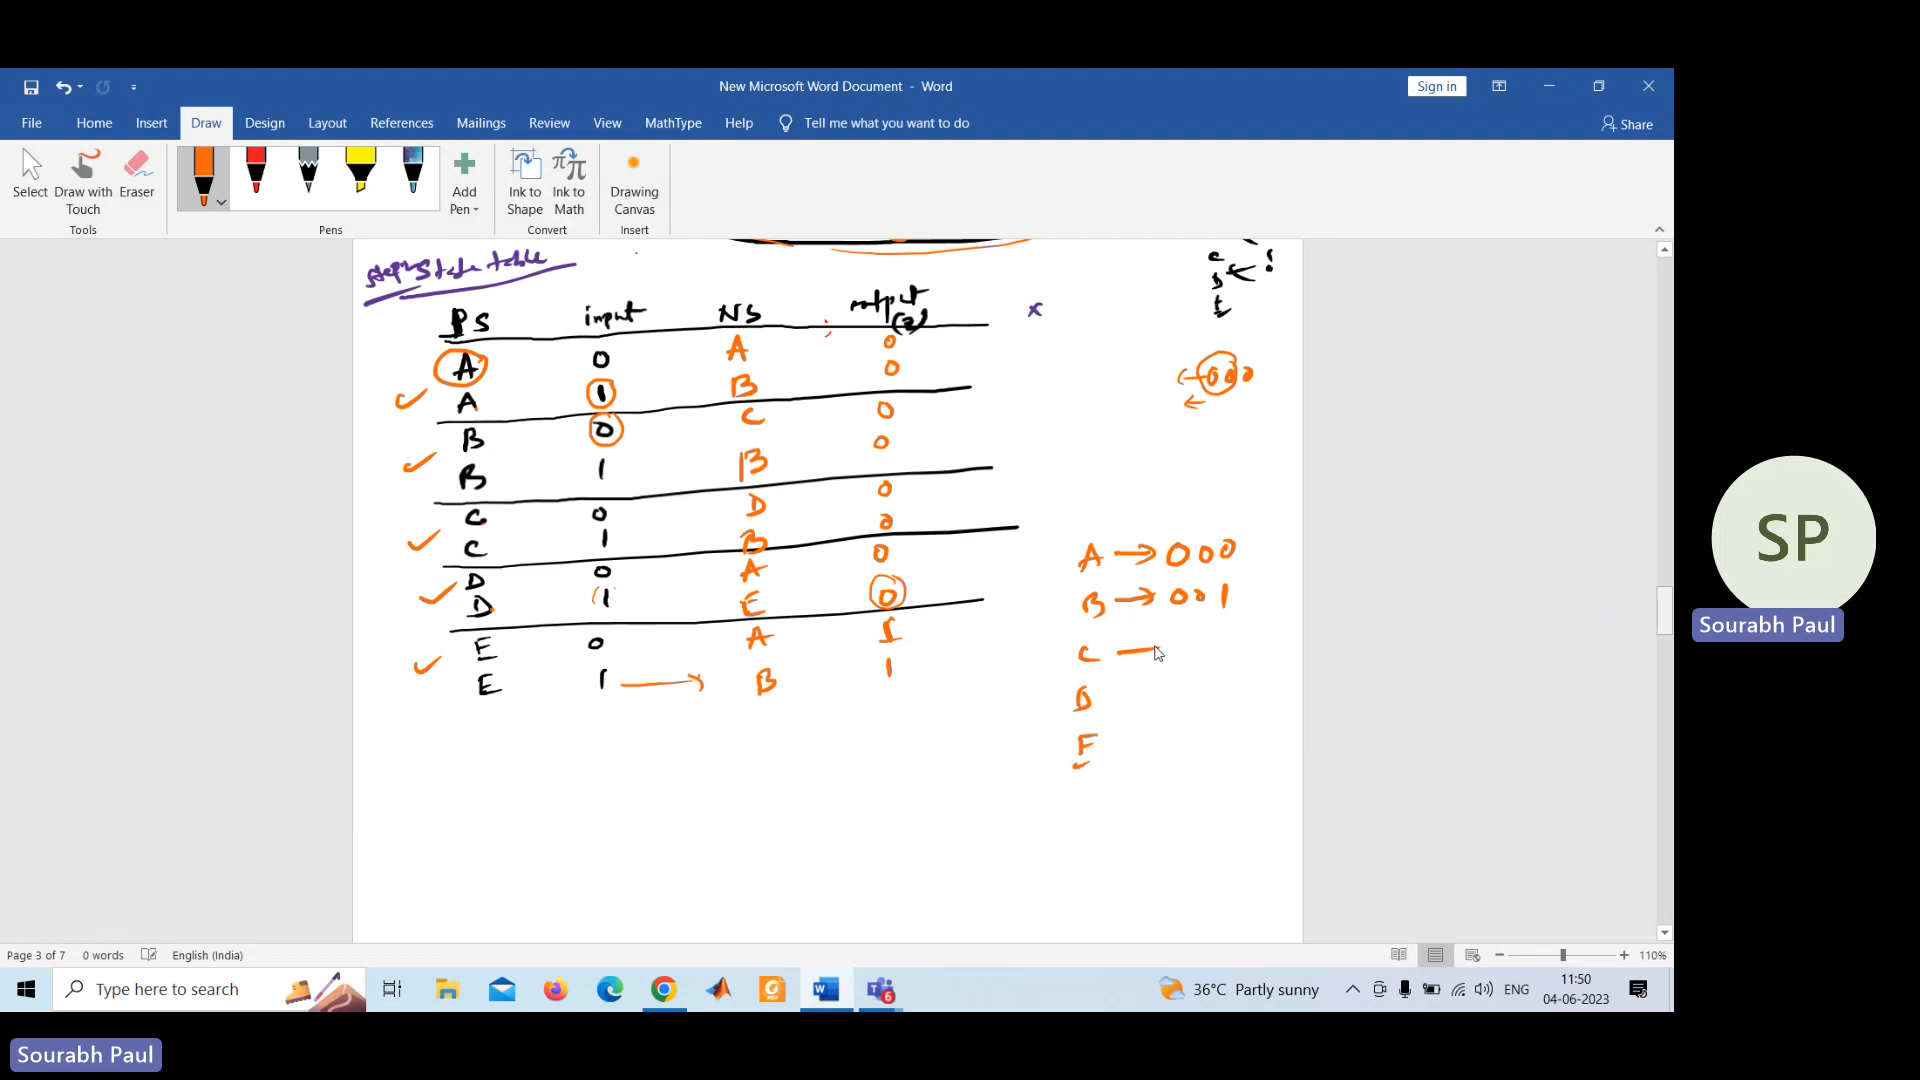 New Microsoft Word Document - Word
Sign in
File Home Insert Draw Design Layout References Mailings Review View MathType Help Tell me what you want to do Share
Select Draw with Touch Eraser Add Pen Ink to Shape Ink to Math Drawing Canvas
Tools Pens Convert Insert
State table
PS input NS output (z) x
A 0 A 0
A 1 B 0
B 0 C 0
B 1 B 0
C 0 D 0
C 1 B 0
D 0 A 0
D 1 E 0
E 0 A 1
E 1 → B 1
000
A → 000
B → 001
C —
D
E
SP
Sourabh Paul
Page 3 of 7 0 words English (India) 110%
Type here to search 6 36°C Partly sunny ENG 11:50
04-06-2023
Sourabh Paul